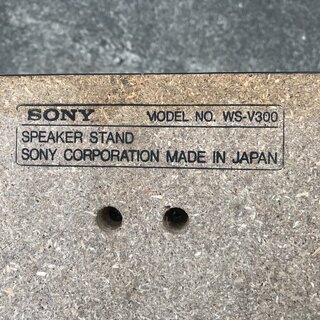 SONY MODEL NO. WS-V300
SPEAKER STAND
SONY CORPORATION MADE IN JAPAN